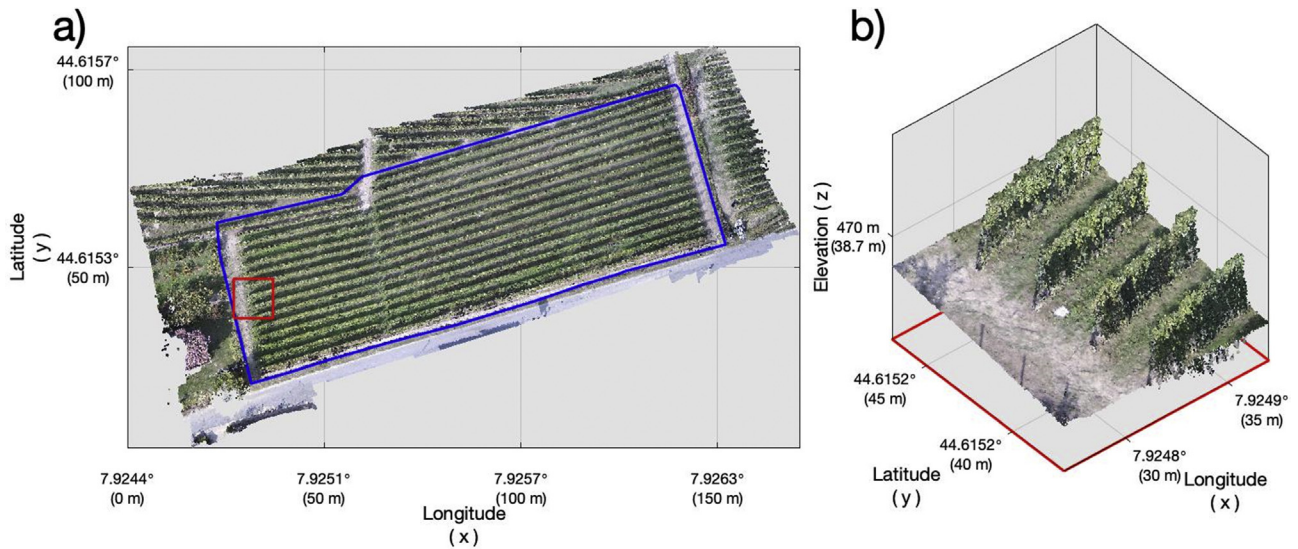 a)
44.6157°
(100 m)
44.6153°
(50 m)
Latitude
( y )
7.9244°
(0 m)
7.9251°
(50 m)
7.9257°
(100 m)
7.9263°
(150 m)
Longitude
( x )
b)
Elevation ( z )
470 m
(38.7 m)
44.6152°
(45 m)
44.6152°
(40 m)
Latitude
( y )
7.9249°
(35 m)
7.9248°
(30 m)
Longitude
( x )